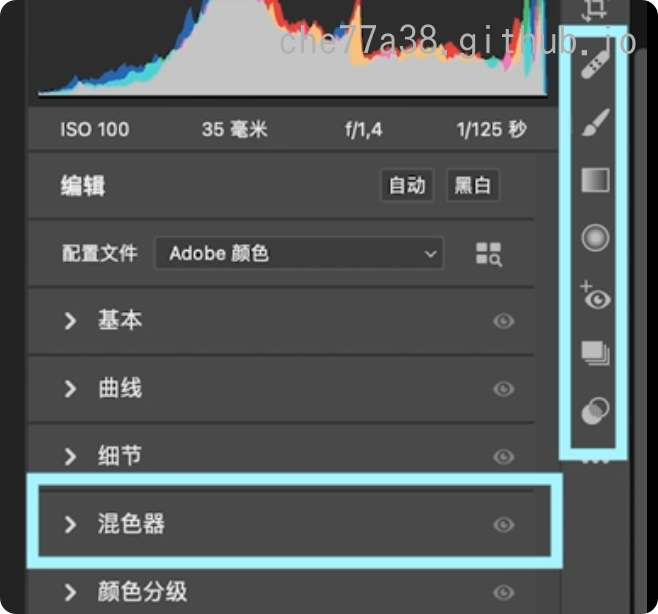 che77a38.github.io
ISO 100 35 毫米 f/1,4 1/125 秒
编辑 自动 黑白
配置文件 Adobe 颜色
基本
曲线
细节
混色器
颜色分级